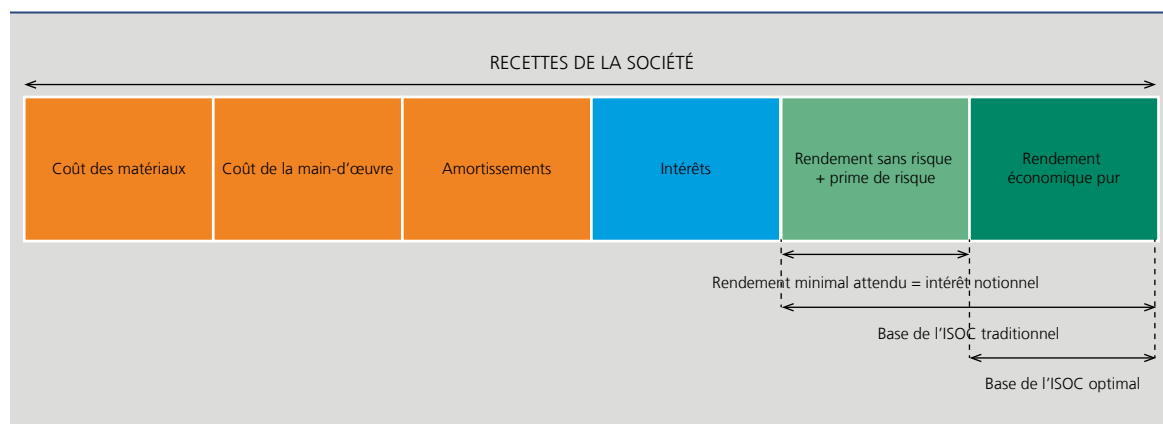 RECETTES DE LA SOCIÉTÉ
Coût des matériaux
Coût de la main-d'œuvre
Amortissements
Intérêts
Rendement sans risque
+ prime de risque
Rendement
économique pur
Rendement minimal attendu = intérêt notionnel
Base de l'ISOC traditionnel
Base de l'ISOC optimal